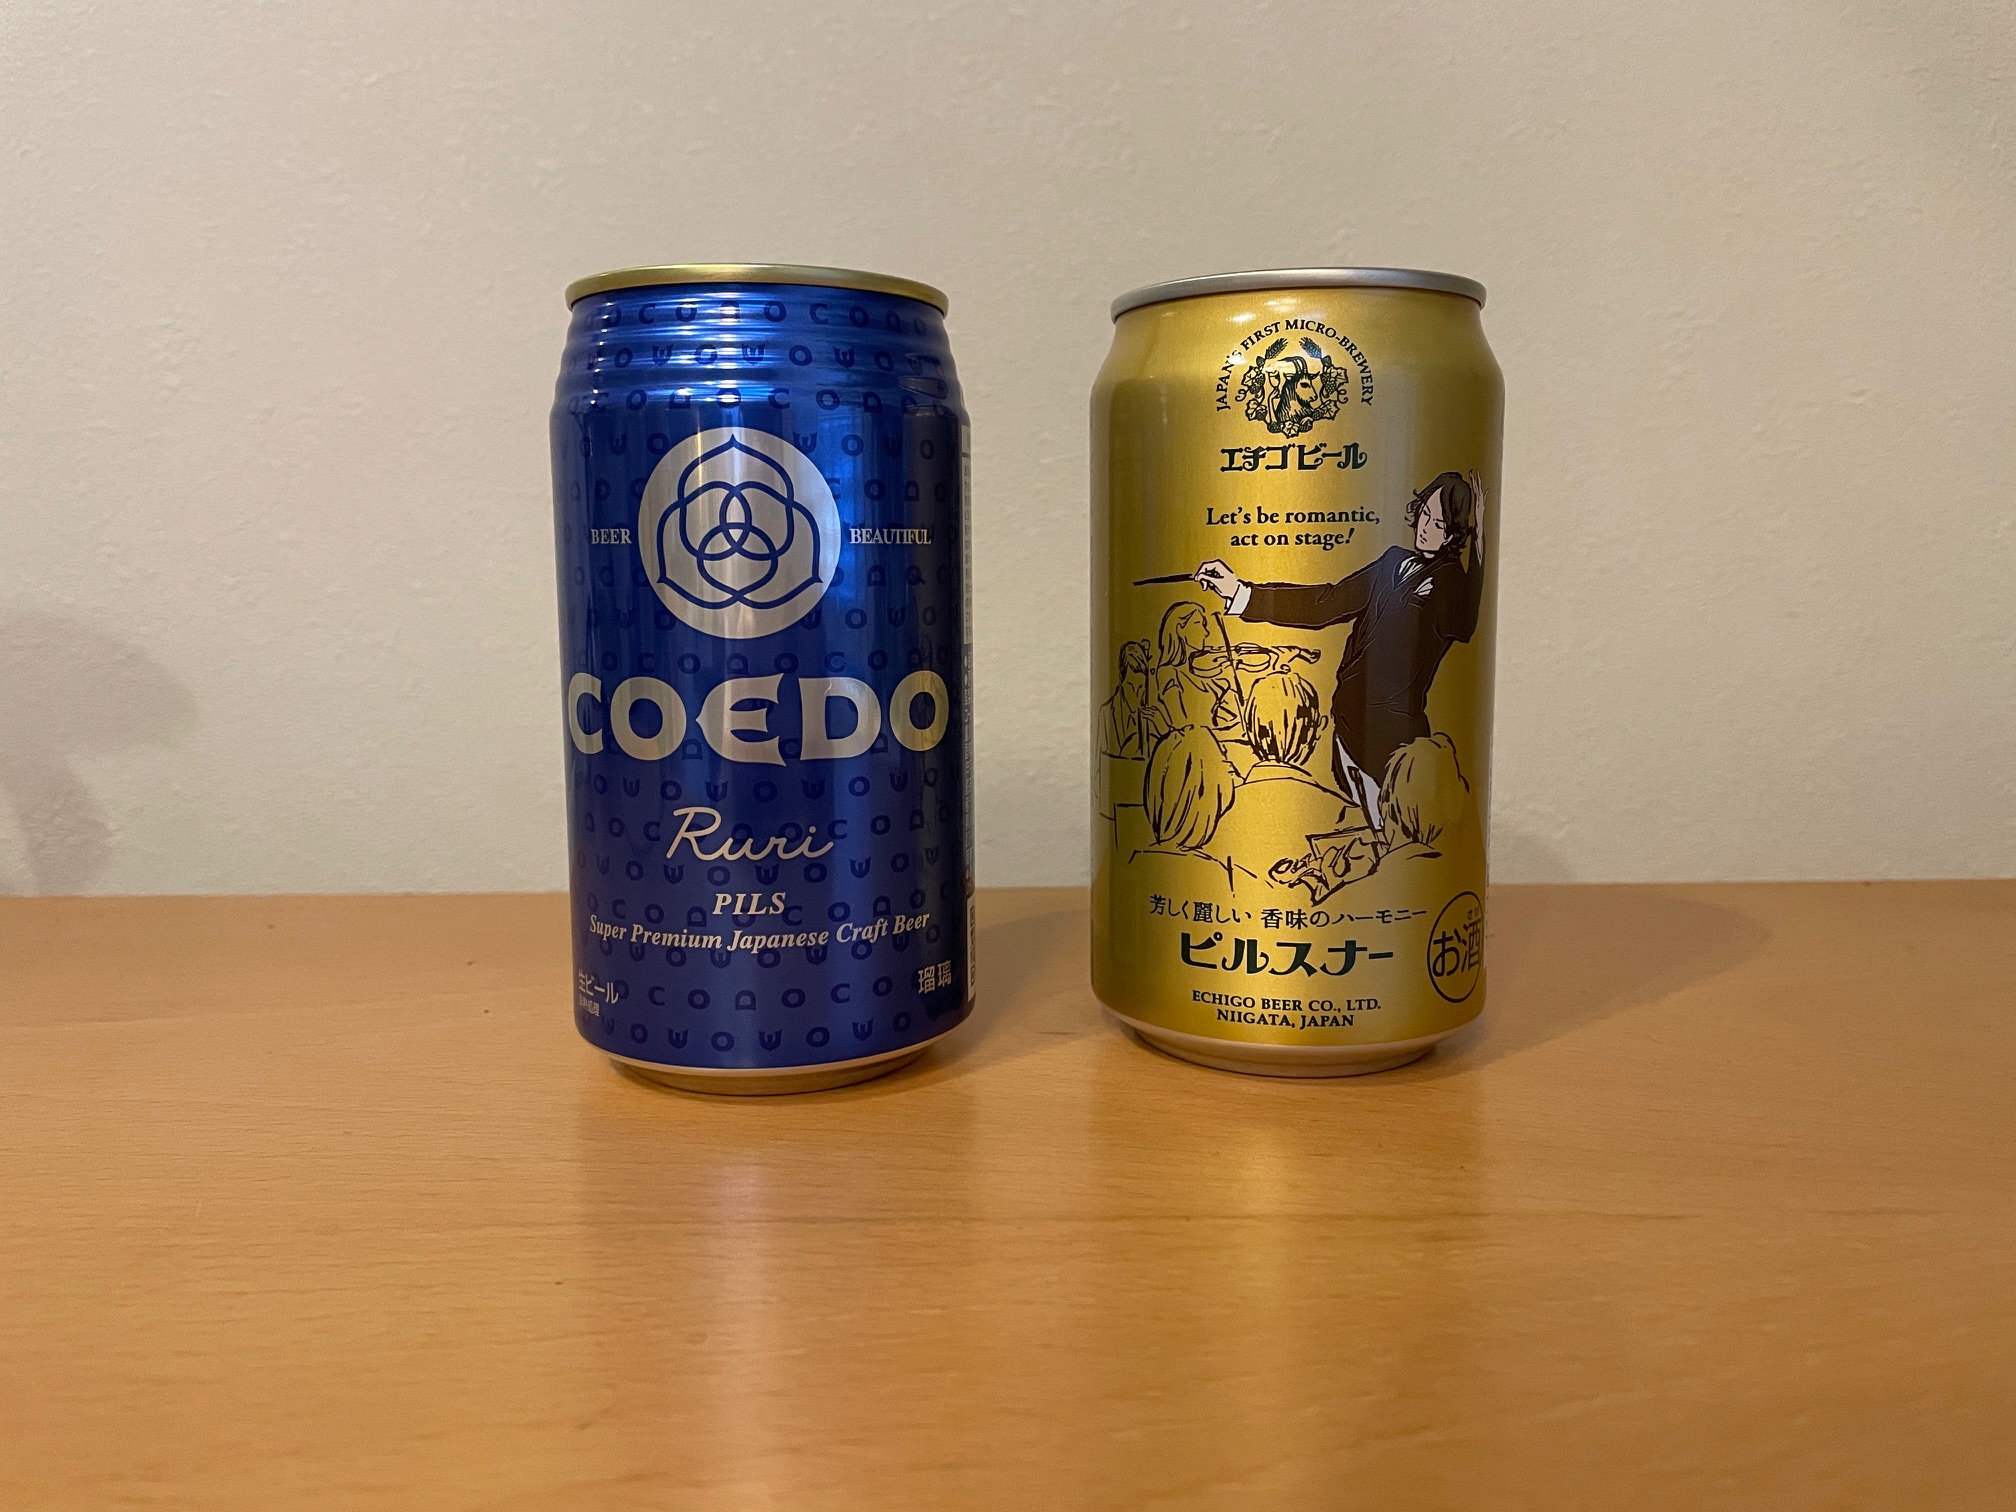 BEER BEAUTIFUL
COEDO
Ruri
PILS
Super Premium Japanese Craft Beer
生ビール
瑠璃
JAPAN'S FIRST MICRO-BREWERY
エチゴビール
Let's be romantic,
act on stage!
芳しく麗しい 香味のハーモニー
ピルスナー
お酒
ECHIGO BEER CO., LTD.
NIIGATA, JAPAN